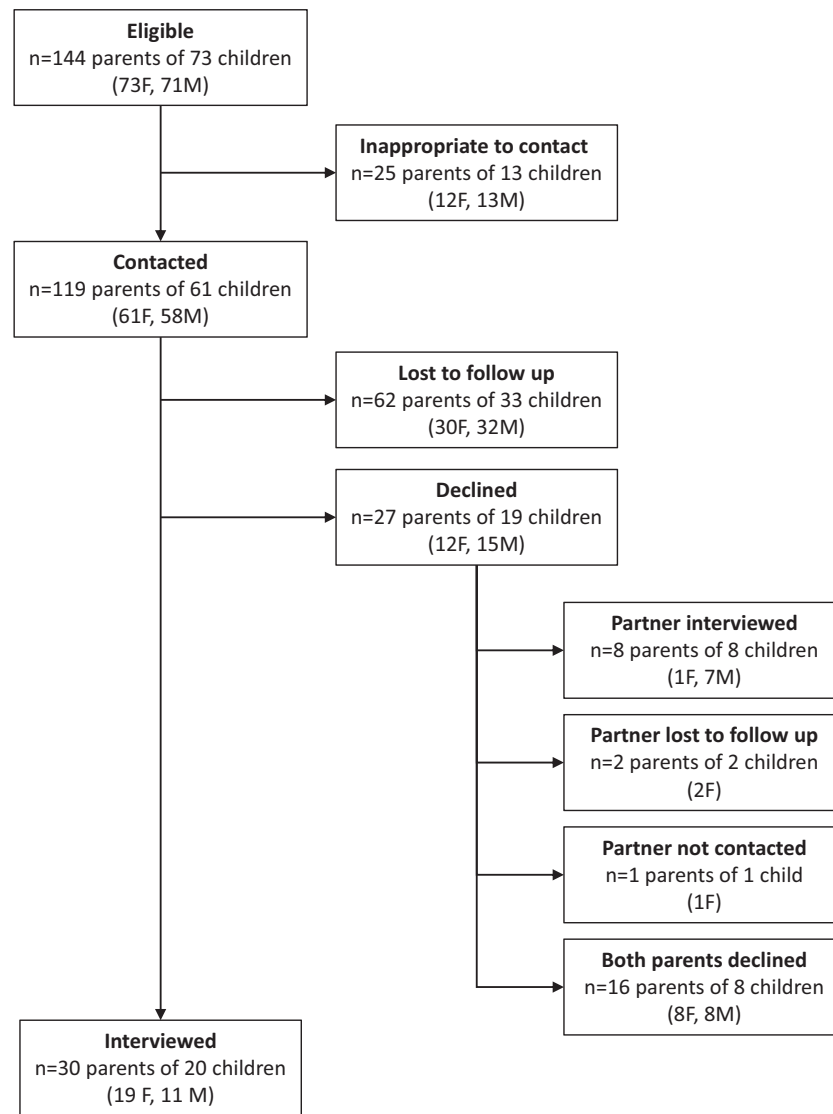 Eligible
n=144 parents of 73 children
(73F, 71M)
Inappropriate to contact
n=25 parents of 13 children
(12F, 13M)
Contacted
n=119 parents of 61 children
(61F, 58M)
Lost to follow up
n=62 parents of 33 children
(30F, 32M)
Declined
n=27 parents of 19 children
(12F, 15M)
Partner interviewed
n=8 parents of 8 children
(1F, 7M)
Partner lost to follow up
n=2 parents of 2 children
(2F)
Partner not contacted
n=1 parents of 1 child
(1F)
Both parents declined
n=16 parents of 8 children
(8F, 8M)
Interviewed
n=30 parents of 20 children
(19 F, 11 M)